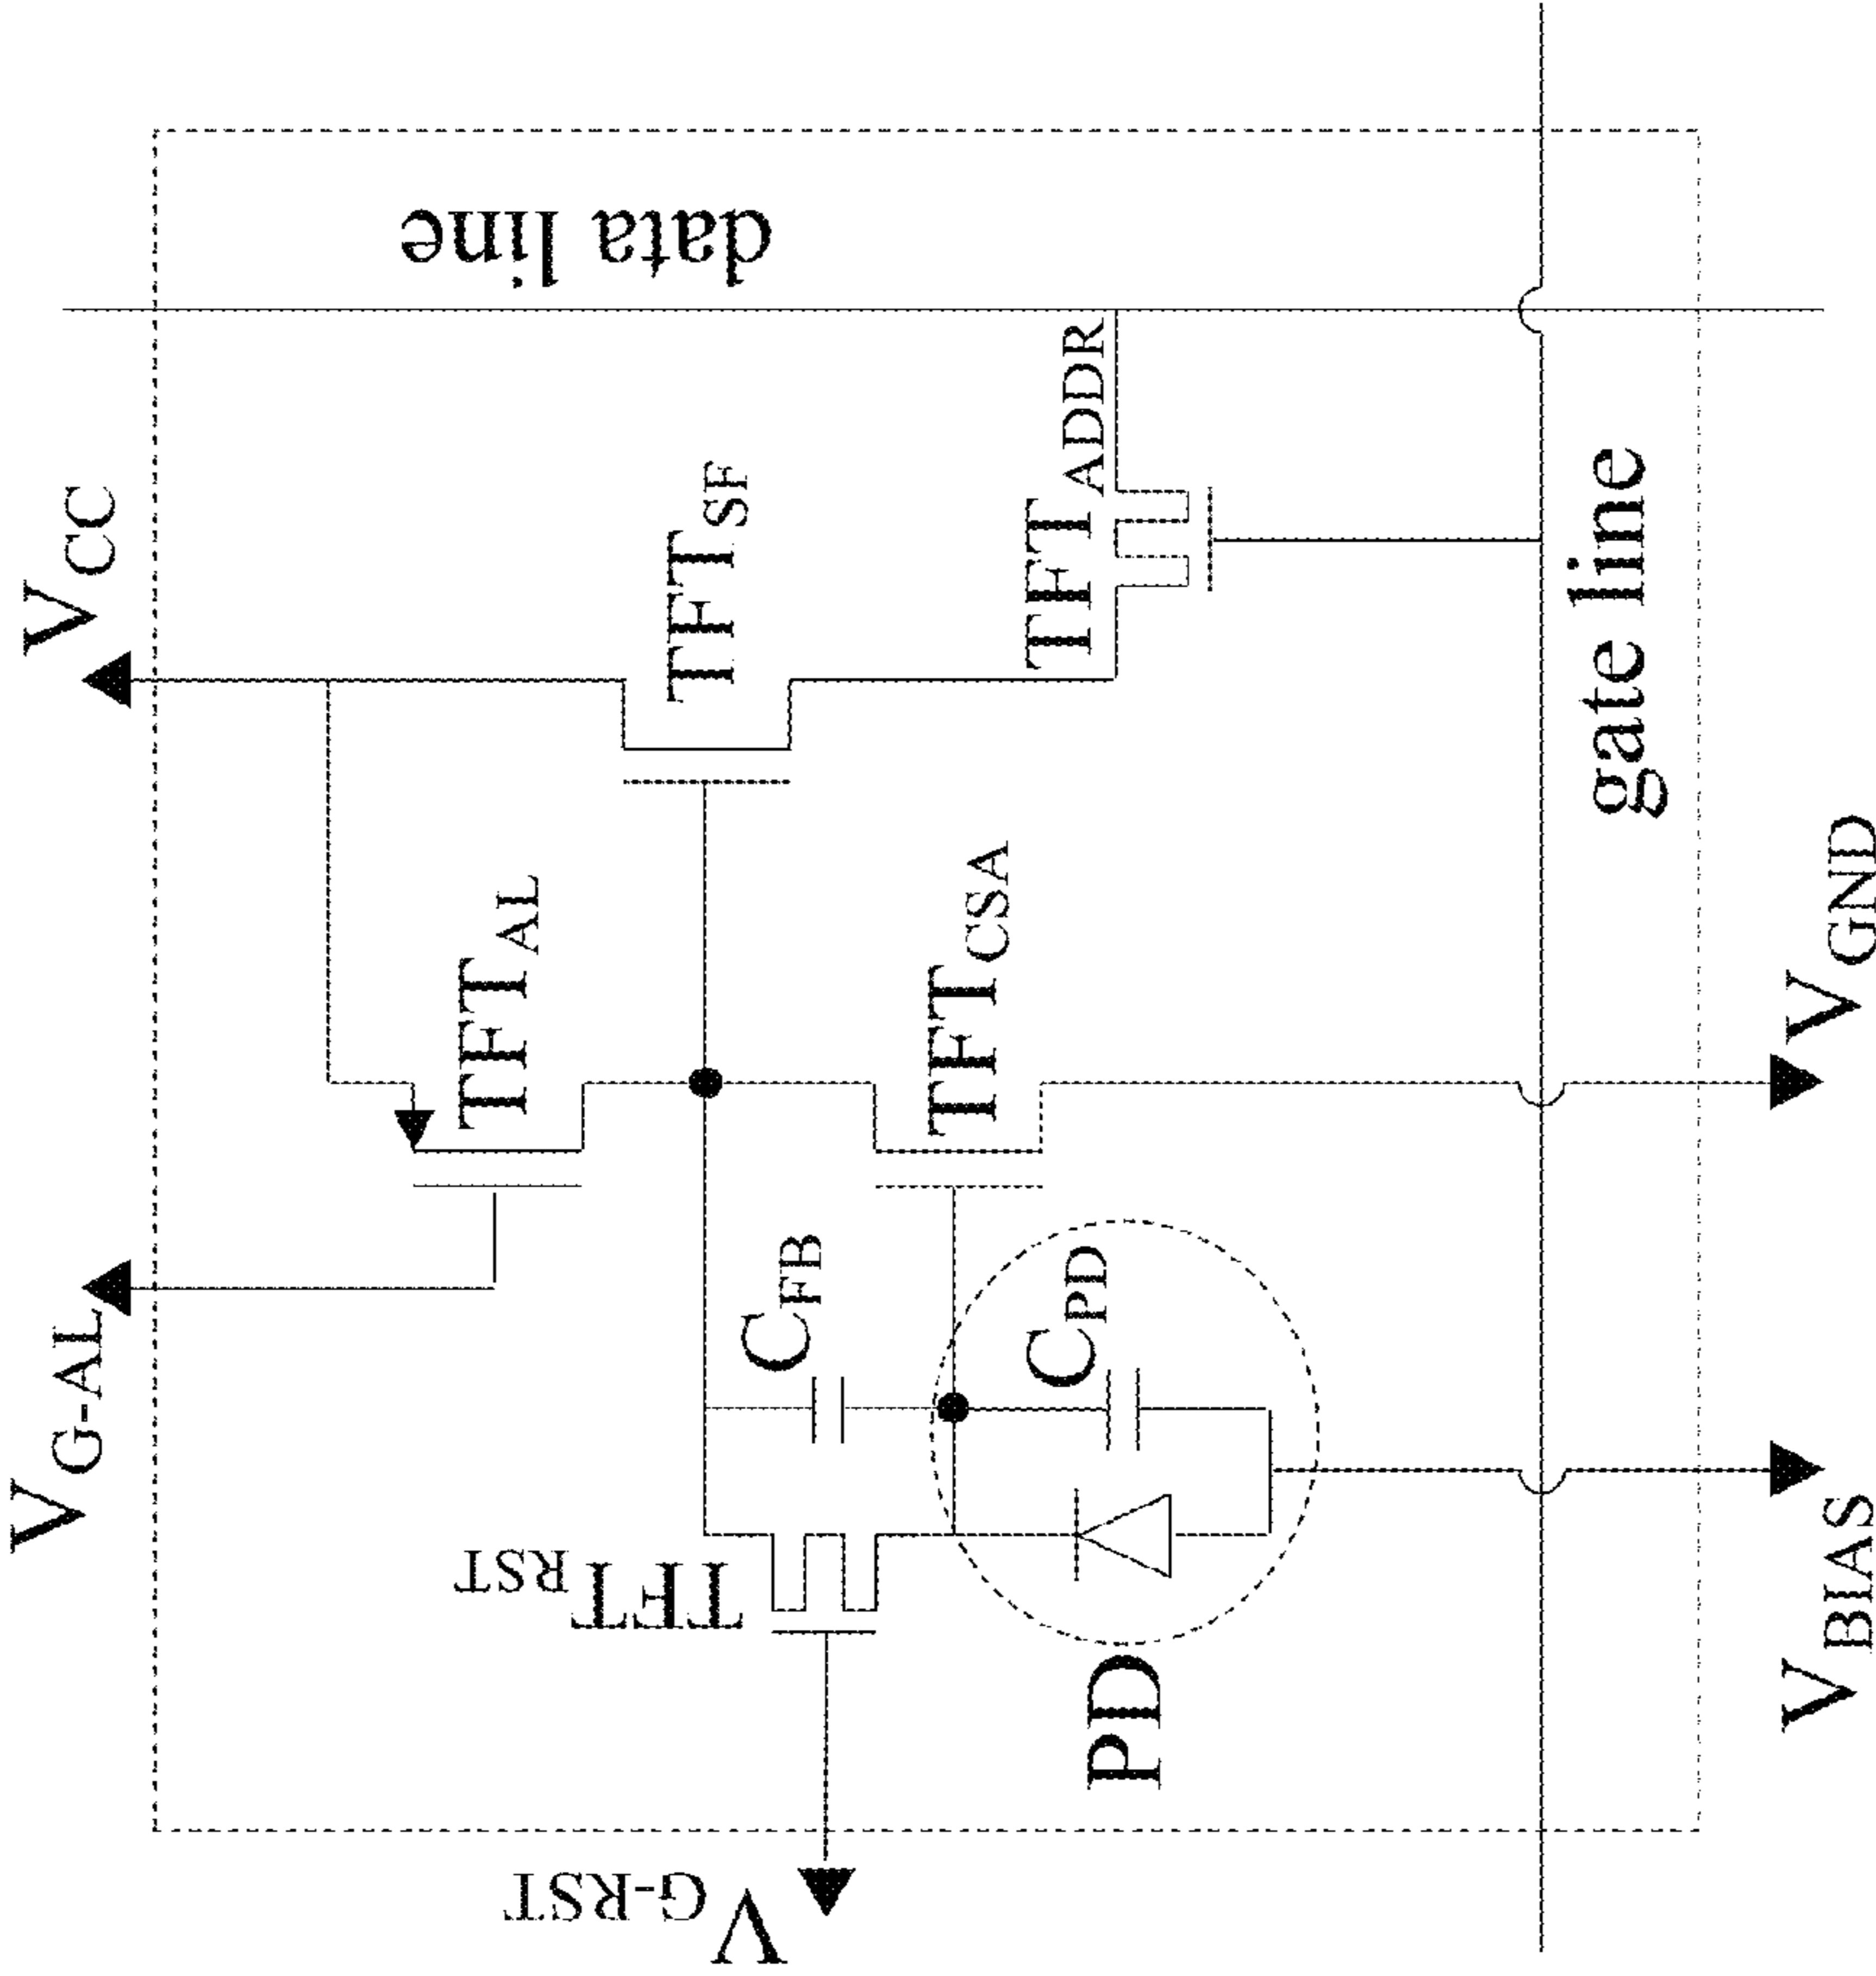 V_CC
V_G-AL
data line
TFT_SF
TFT_AL
TFT_ADDR
TFT_CSA
C_FB
C_PD
TFT_RST
PD
V_G-RST
gate line
V_GND
V_BIAS